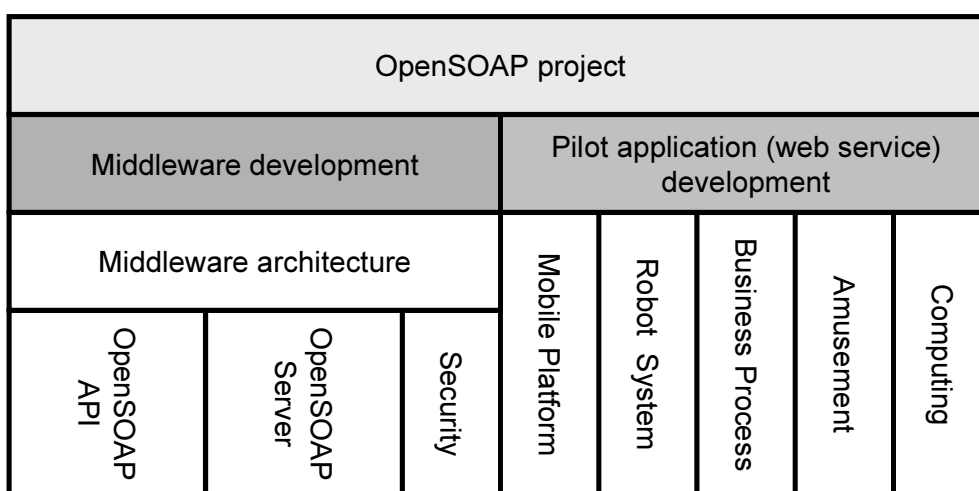 OpenSOAP project
Middleware development
Pilot application (web service)
development
Middleware architecture
OpenSOAP
API
OpenSOAP
Server
Security
Mobile Platform
Robot System
Business Process
Amusement
Computing